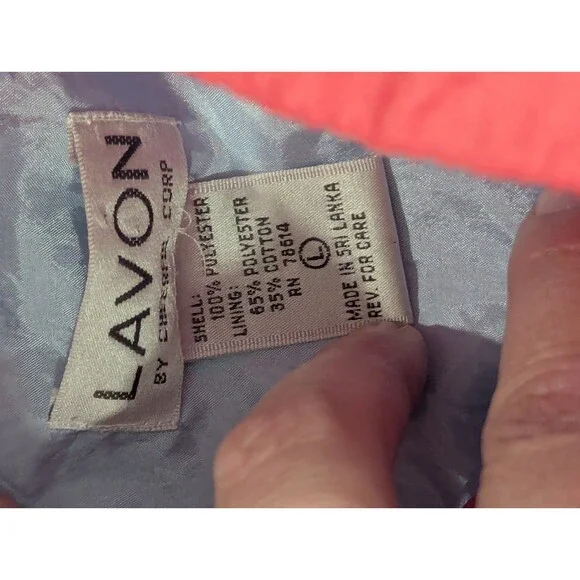 LAVON
BY CORP
SHELL:
100% POLYESTER
LINING:
65% POLYESTER
35% COTTON
RN 78614
L
MADE IN SRI LANKA
REV. FOR CARE